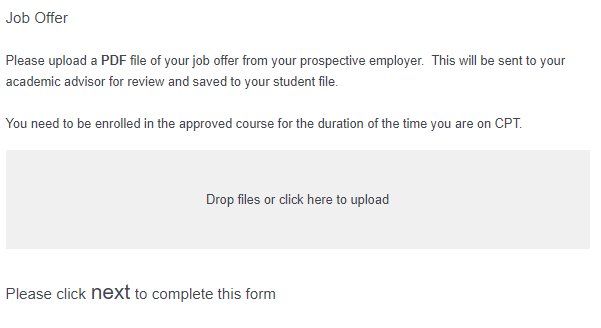 Job Offer
Please upload a PDF file of your job offer from your prospective employer.  This will be sent to your
academic advisor for review and saved to your student file.
You need to be enrolled in the approved course for the duration of the time you are on CPT.
Drop files or click here to upload
Please click next to complete this form